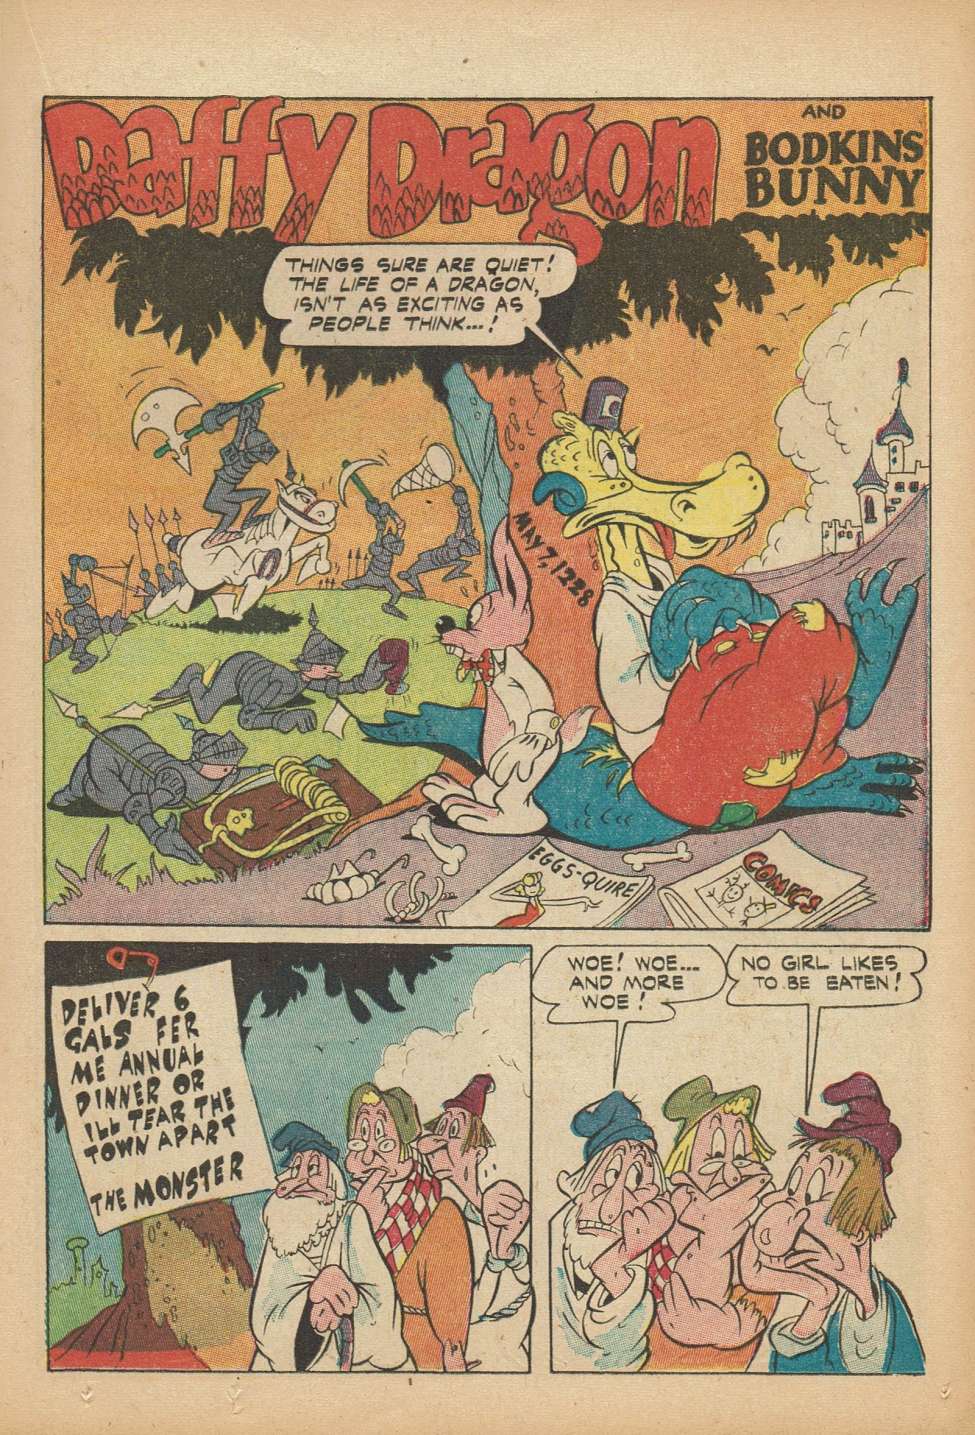 Daffy Dragon
AND
BODKINS
BUNNY
THINGS SURE ARE QUIET!
THE LIFE OF A DRAGON,
ISN'T AS EXCITING AS
PEOPLE THINK...!
C
MAY 7, 1228
EGGS-QUIRE
COMICS
DELIVER 6
GALS FER
ME ANNUAL
DINNER OR
ILL TEAR THE
TOWN APART
THE MONSTER
WOE! WOE...
AND MORE
WOE!
NO GIRL LIKES
TO BE EATEN!